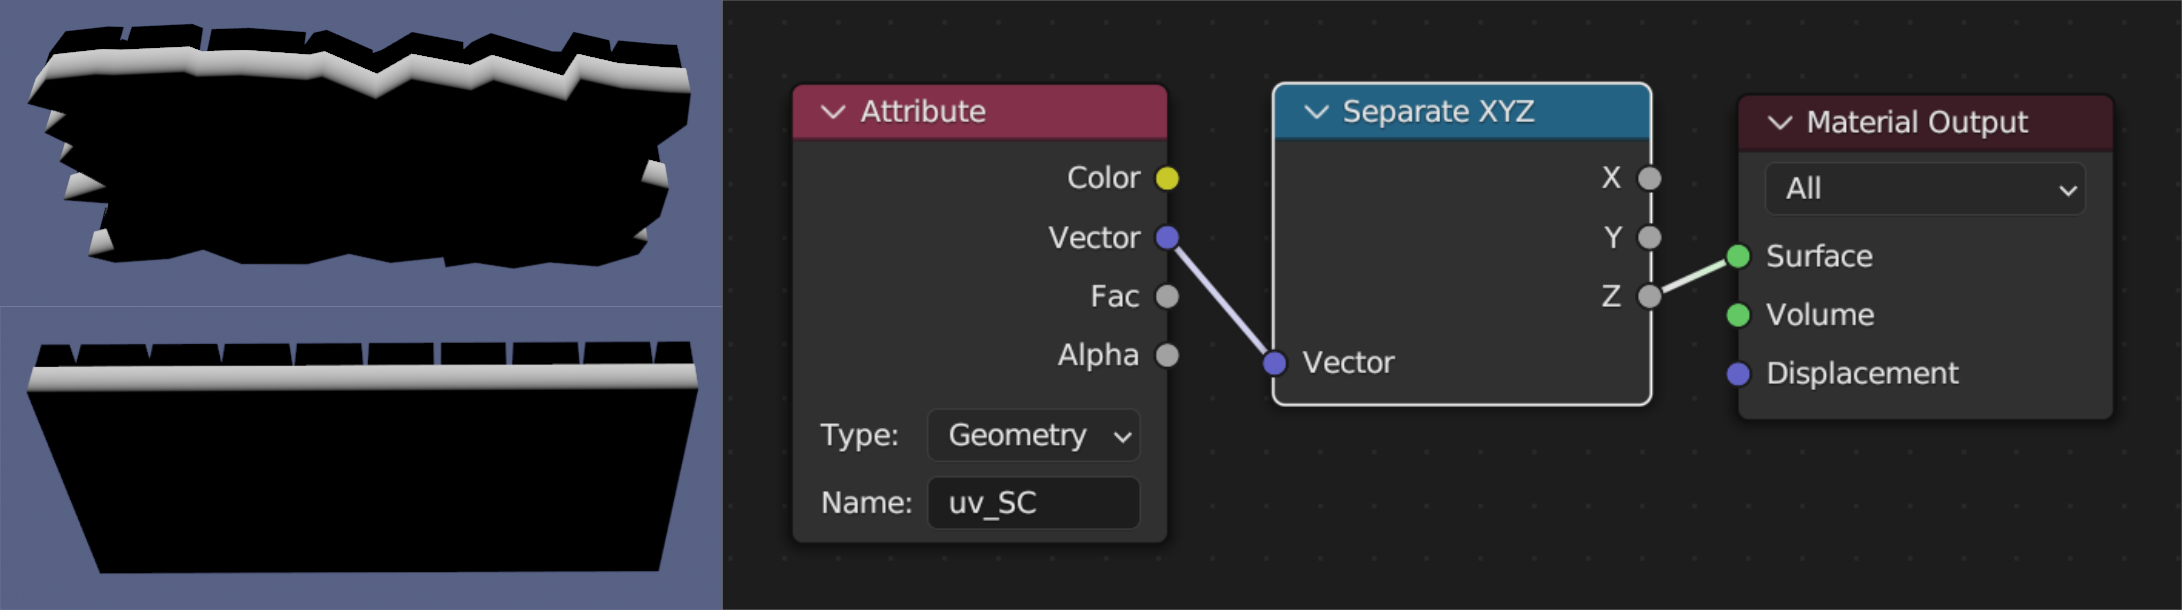 Attribute
Color
Vector
Fac
Alpha
Type: Geometry
Name: uv_SC
Separate XYZ
X
Y
Z
Vector
Material Output
All
Surface
Volume
Displacement